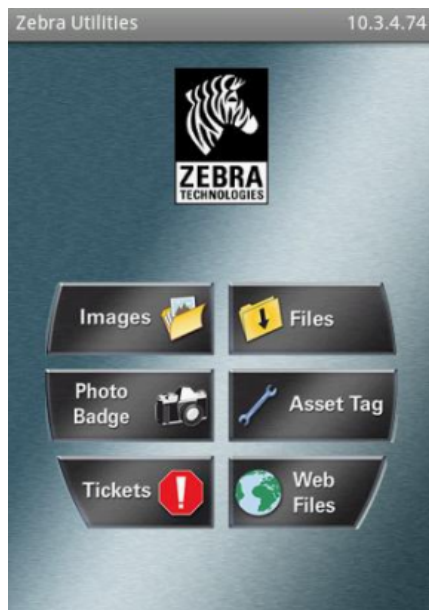 Zebra Utilities 10.3.4.74
ZEBRA
TECHNOLOGIES
Images
Files
Photo
Badge
Asset Tag
Tickets
Web
Files